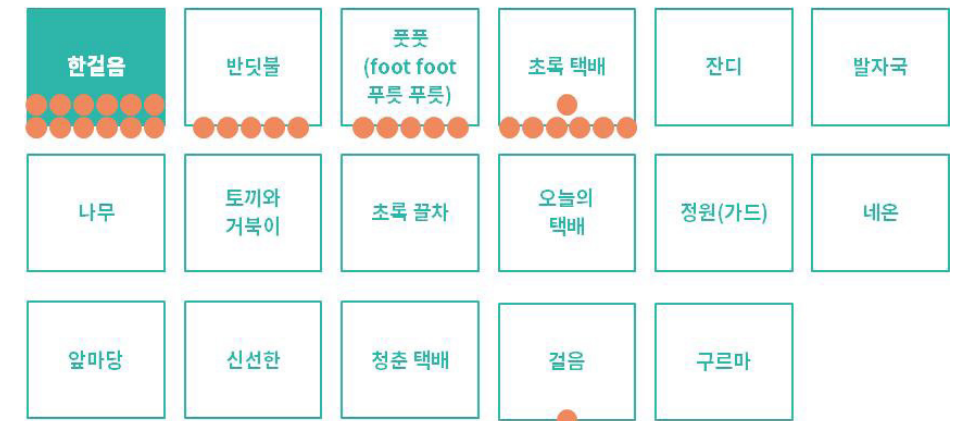 한걸음
반딧불
풋풋
(foot foot
푸릇 푸릇)
초록 택배
잔디
발자국
나무
토끼와
거북이
초록 끌차
오늘의
택배
정원(가드)
네온
앞마당
신선한
청춘 택배
걸음
구르마